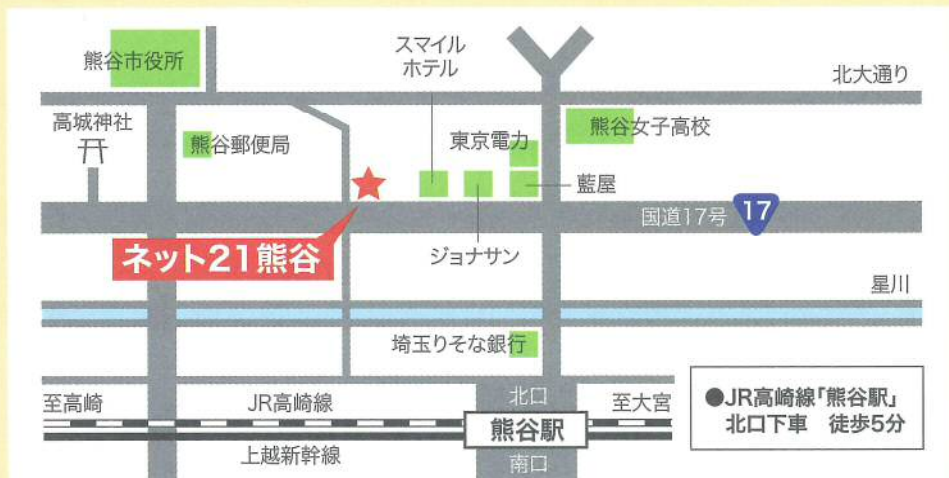 熊谷市役所
スマイル
ホテル
北大通り
高城神社
熊谷郵便局
東京電力
熊谷女子高校
藍屋
国道17号
17
ネット21熊谷
ジョナサン
星川
埼玉りそな銀行
至高崎
JR高崎線
北口
至大宮
熊谷駅
上越新幹線
南口
●JR高崎線「熊谷駅」
北口下車 徒歩5分